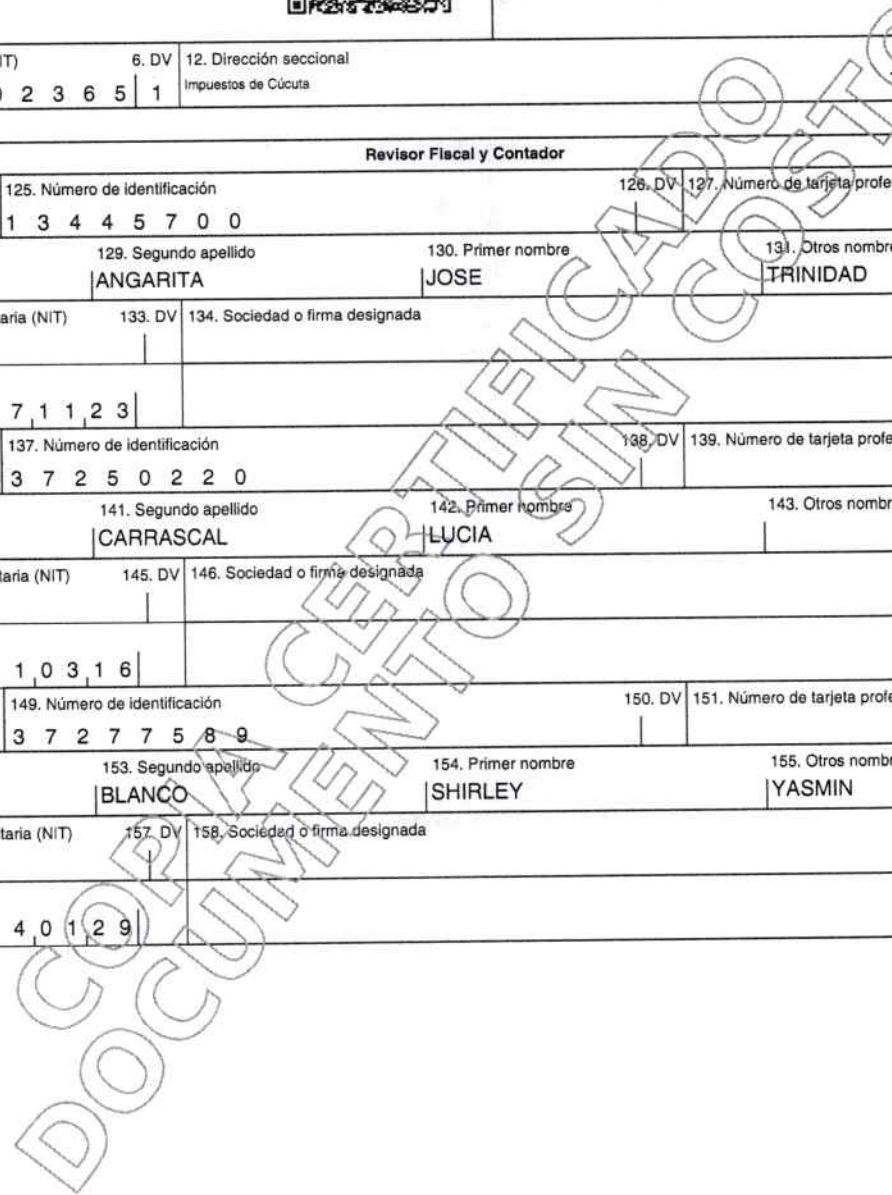 6. DV 12. Dirección seccional
2 3 6 5 1 Impuestos de Cúcuta
Revisor Fiscal y Contador
125. Número de identificación 126. DV 127. Número de tarjeta profe
1 3 4 4 5 7 0 0
129. Segundo apellido 130. Primer nombre 131. Otros nombre
ANGARITA JOSE TRINIDAD
aria (NIT) 133. DV 134. Sociedad o firma designada
7 1 1 2 3
137. Número de identificación 138. DV 139. Número de tarjeta profe
3 7 2 5 0 2 2 0
141. Segundo apellido 142. Primer nombre 143. Otros nombr
CARRASCAL LUCIA
taria (NIT) 145. DV 146. Sociedad o firma designada
1 0 3 1 6
149. Número de identificación 150. DV 151. Número de tarjeta profe
3 7 2 7 7 5 8 9
153. Segundo apellido 154. Primer nombre 155. Otros nombr
BLANCO SHIRLEY YASMIN
taria (NIT) 157. DV 158. Sociedad o firma designada
4 0 1 2 9
COPIA CERTIFICADO
DOCUMENTO SIN COSTO